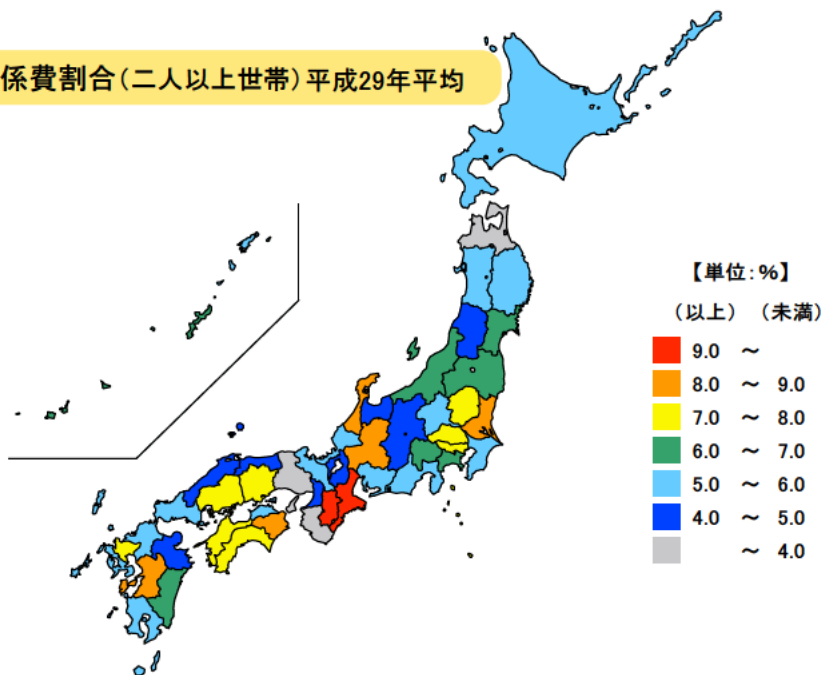 係費割合（二人以上世帯）平成29年平均
【単位：％】
（以上）　（未満）
9.0　～
8.0　～　9.0
7.0　～　8.0
6.0　～　7.0
5.0　～　6.0
4.0　～　5.0
～　4.0